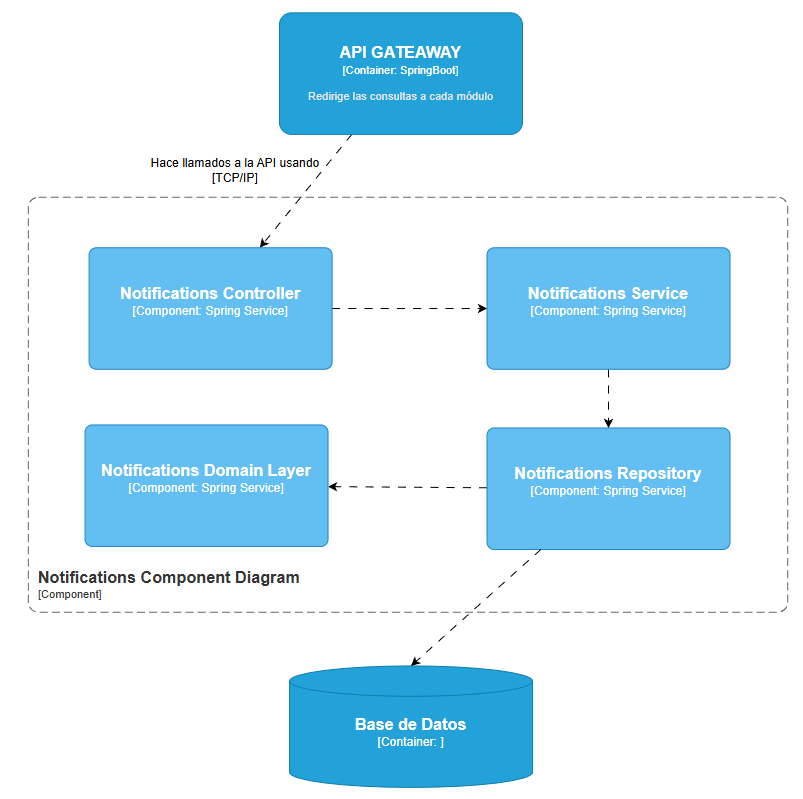 API GATEAWAY
[Container: SpringBoot]
Redirige las consultas a cada módulo
Hace llamados a la API usando
[TCP/IP]
Notifications Controller
[Component: Spring Service]
Notifications Service
[Component: Spring Service]
Notifications Domain Layer
[Component: Spring Service]
Notifications Repository
[Component: Spring Service]
Notifications Component Diagram
[Component]
Base de Datos
[Container: ]